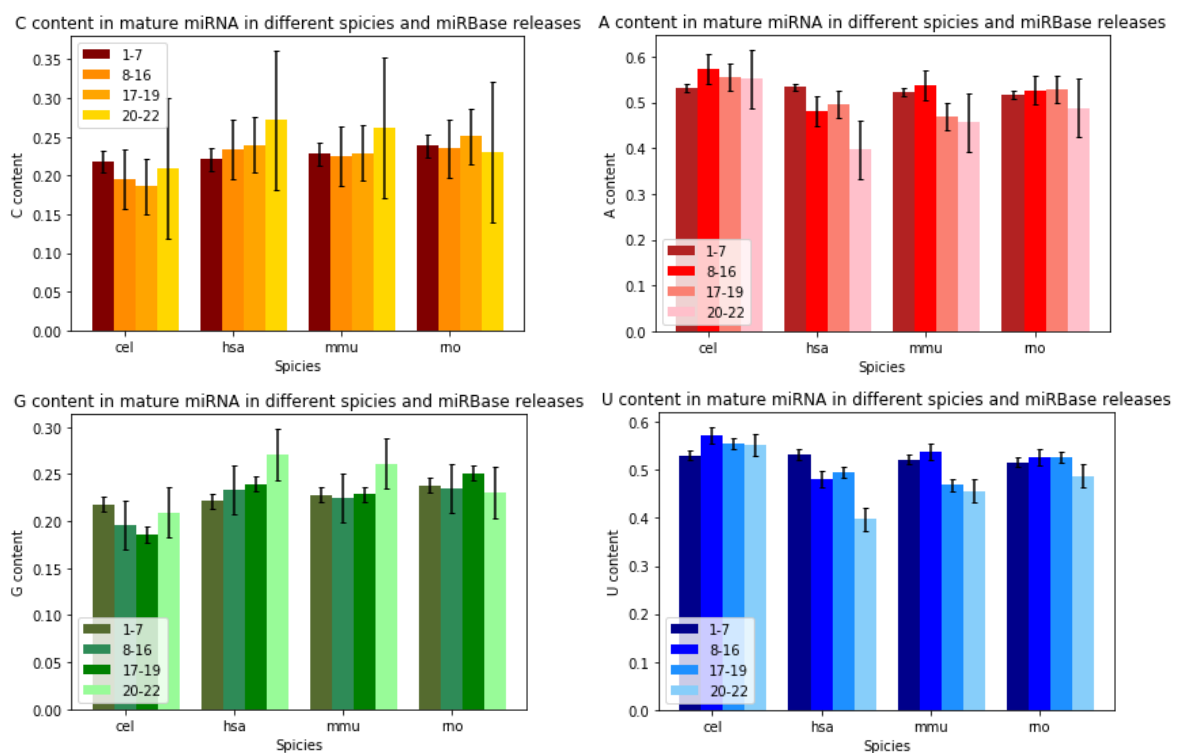 C content in mature miRNA in different spicies and miRBase releases
0.35
0.30
0.25
0.20
0.15
0.10
0.05
0.00
C content
1-7
8-16
17-19
20-22
cel hsa mmu rno
Spicies
A content in mature miRNA in different spicies and miRBase releases
0.6
0.5
0.4
0.3
0.2
0.1
0.0
A content
1-7
8-16
17-19
20-22
cel hsa mmu rno
Spicies
G content in mature miRNA in different spicies and miRBase releases
0.30
0.25
0.20
0.15
0.10
0.05
0.00
G content
1-7
8-16
17-19
20-22
cel hsa mmu rno
Spicies
U content in mature miRNA in different spicies and miRBase releases
0.6
0.5
0.4
0.3
0.2
0.1
0.0
U content
1-7
8-16
17-19
20-22
cel hsa mmu rno
Spicies